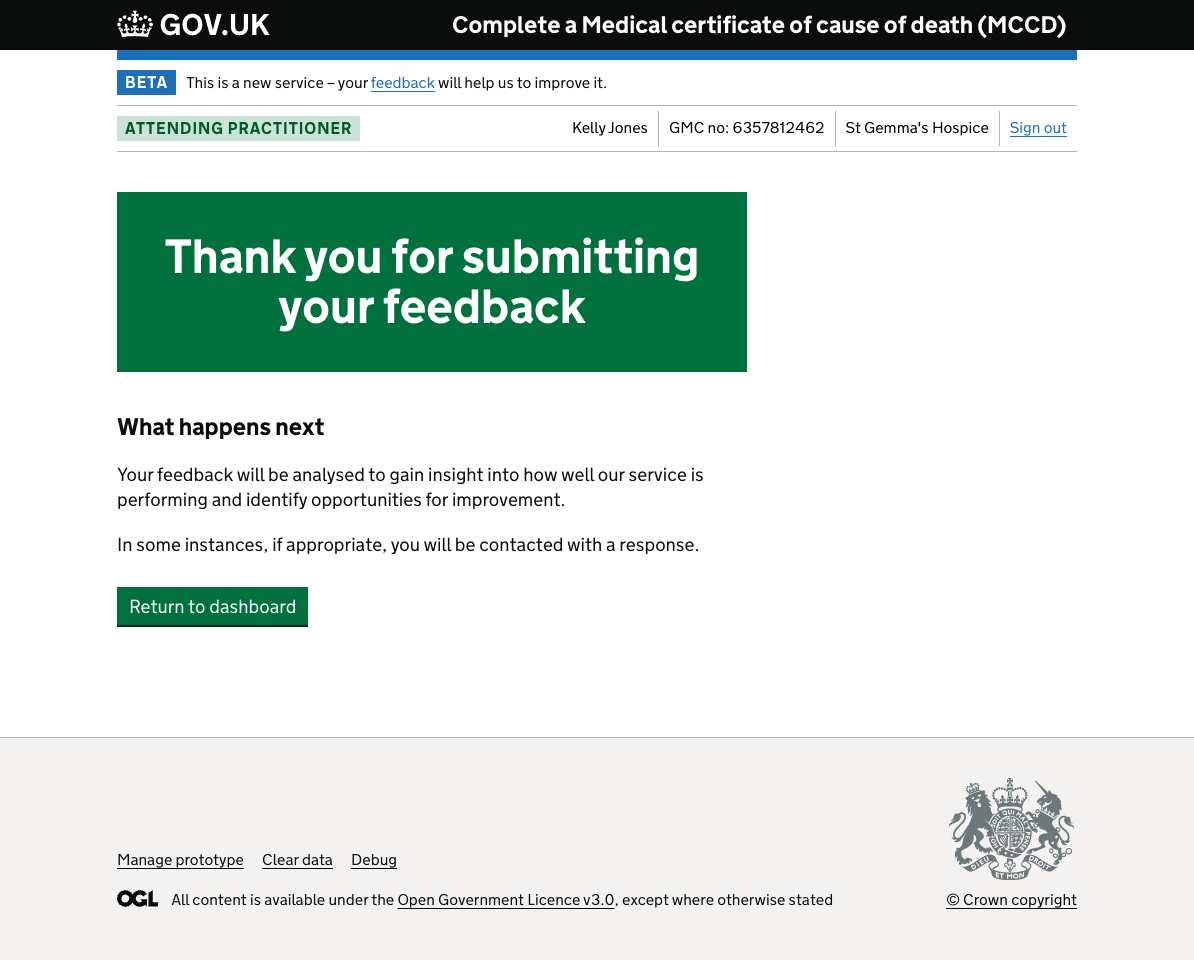 GOV.UK
Complete a Medical certificate of cause of death (MCCD)
BETA This is a new service – your feedback will help us to improve it.
ATTENDING PRACTITIONER
Kelly Jones GMC no: 6357812462 St Gemma's Hospice Sign out
Thank you for submitting
your feedback
What happens next
Your feedback will be analysed to gain insight into how well our service is
performing and identify opportunities for improvement.
In some instances, if appropriate, you will be contacted with a response.
Return to dashboard
DIEU ET MON DROIT
Manage prototype Clear data Debug
OGL All content is available under the Open Government Licence v3.0, except where otherwise stated
© Crown copyright